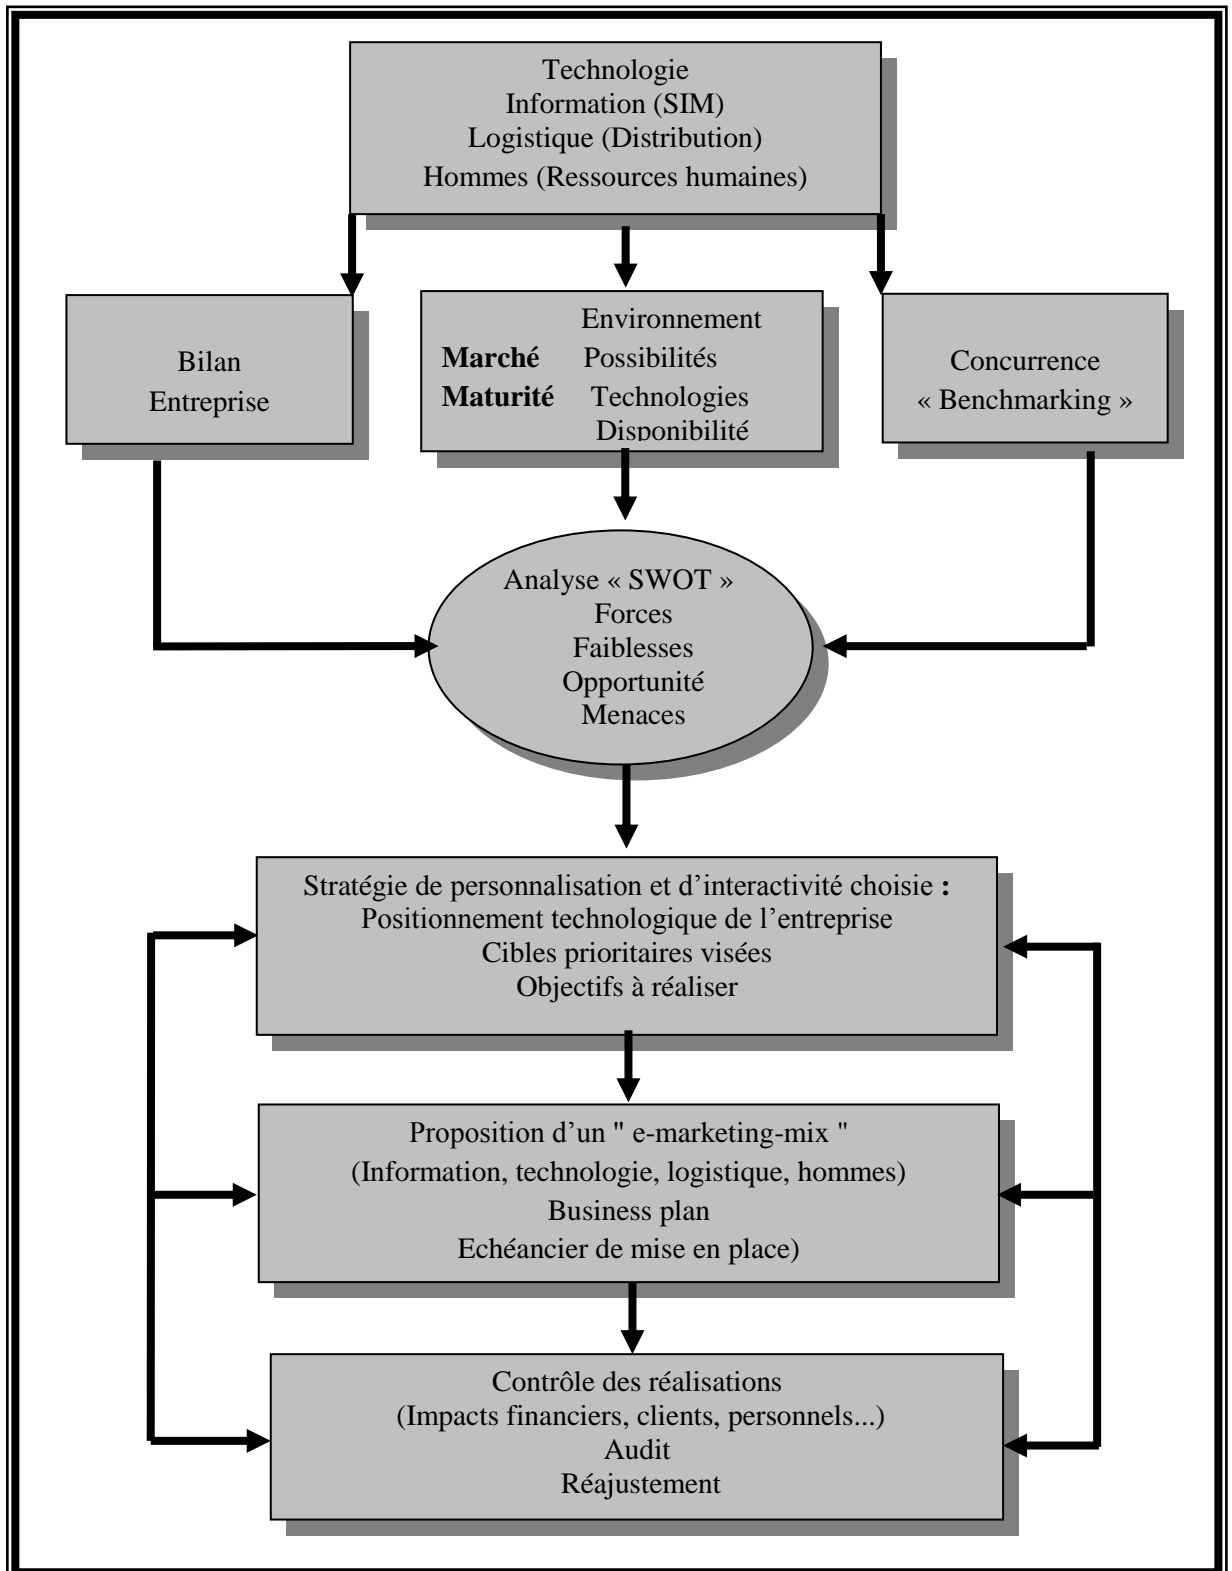 Technologie
Information (SIM)
Logistique (Distribution)
Hommes (Ressources humaines)
Bilan
Entreprise
Environnement
Marché Possibilités
Maturité Technologies
Disponibilité
Concurrence
« Benchmarking »
Analyse « SWOT »
Forces
Faiblesses
Opportunité
Menaces
Stratégie de personnalisation et d’interactivité choisie :
Positionnement technologique de l’entreprise
Cibles prioritaires visées
Objectifs à réaliser
Proposition d’un " e-marketing-mix "
(Information, technologie, logistique, hommes)
Business plan
Echéancier de mise en place)
Contrôle des réalisations
(Impacts financiers, clients, personnels...)
Audit
Réajustement